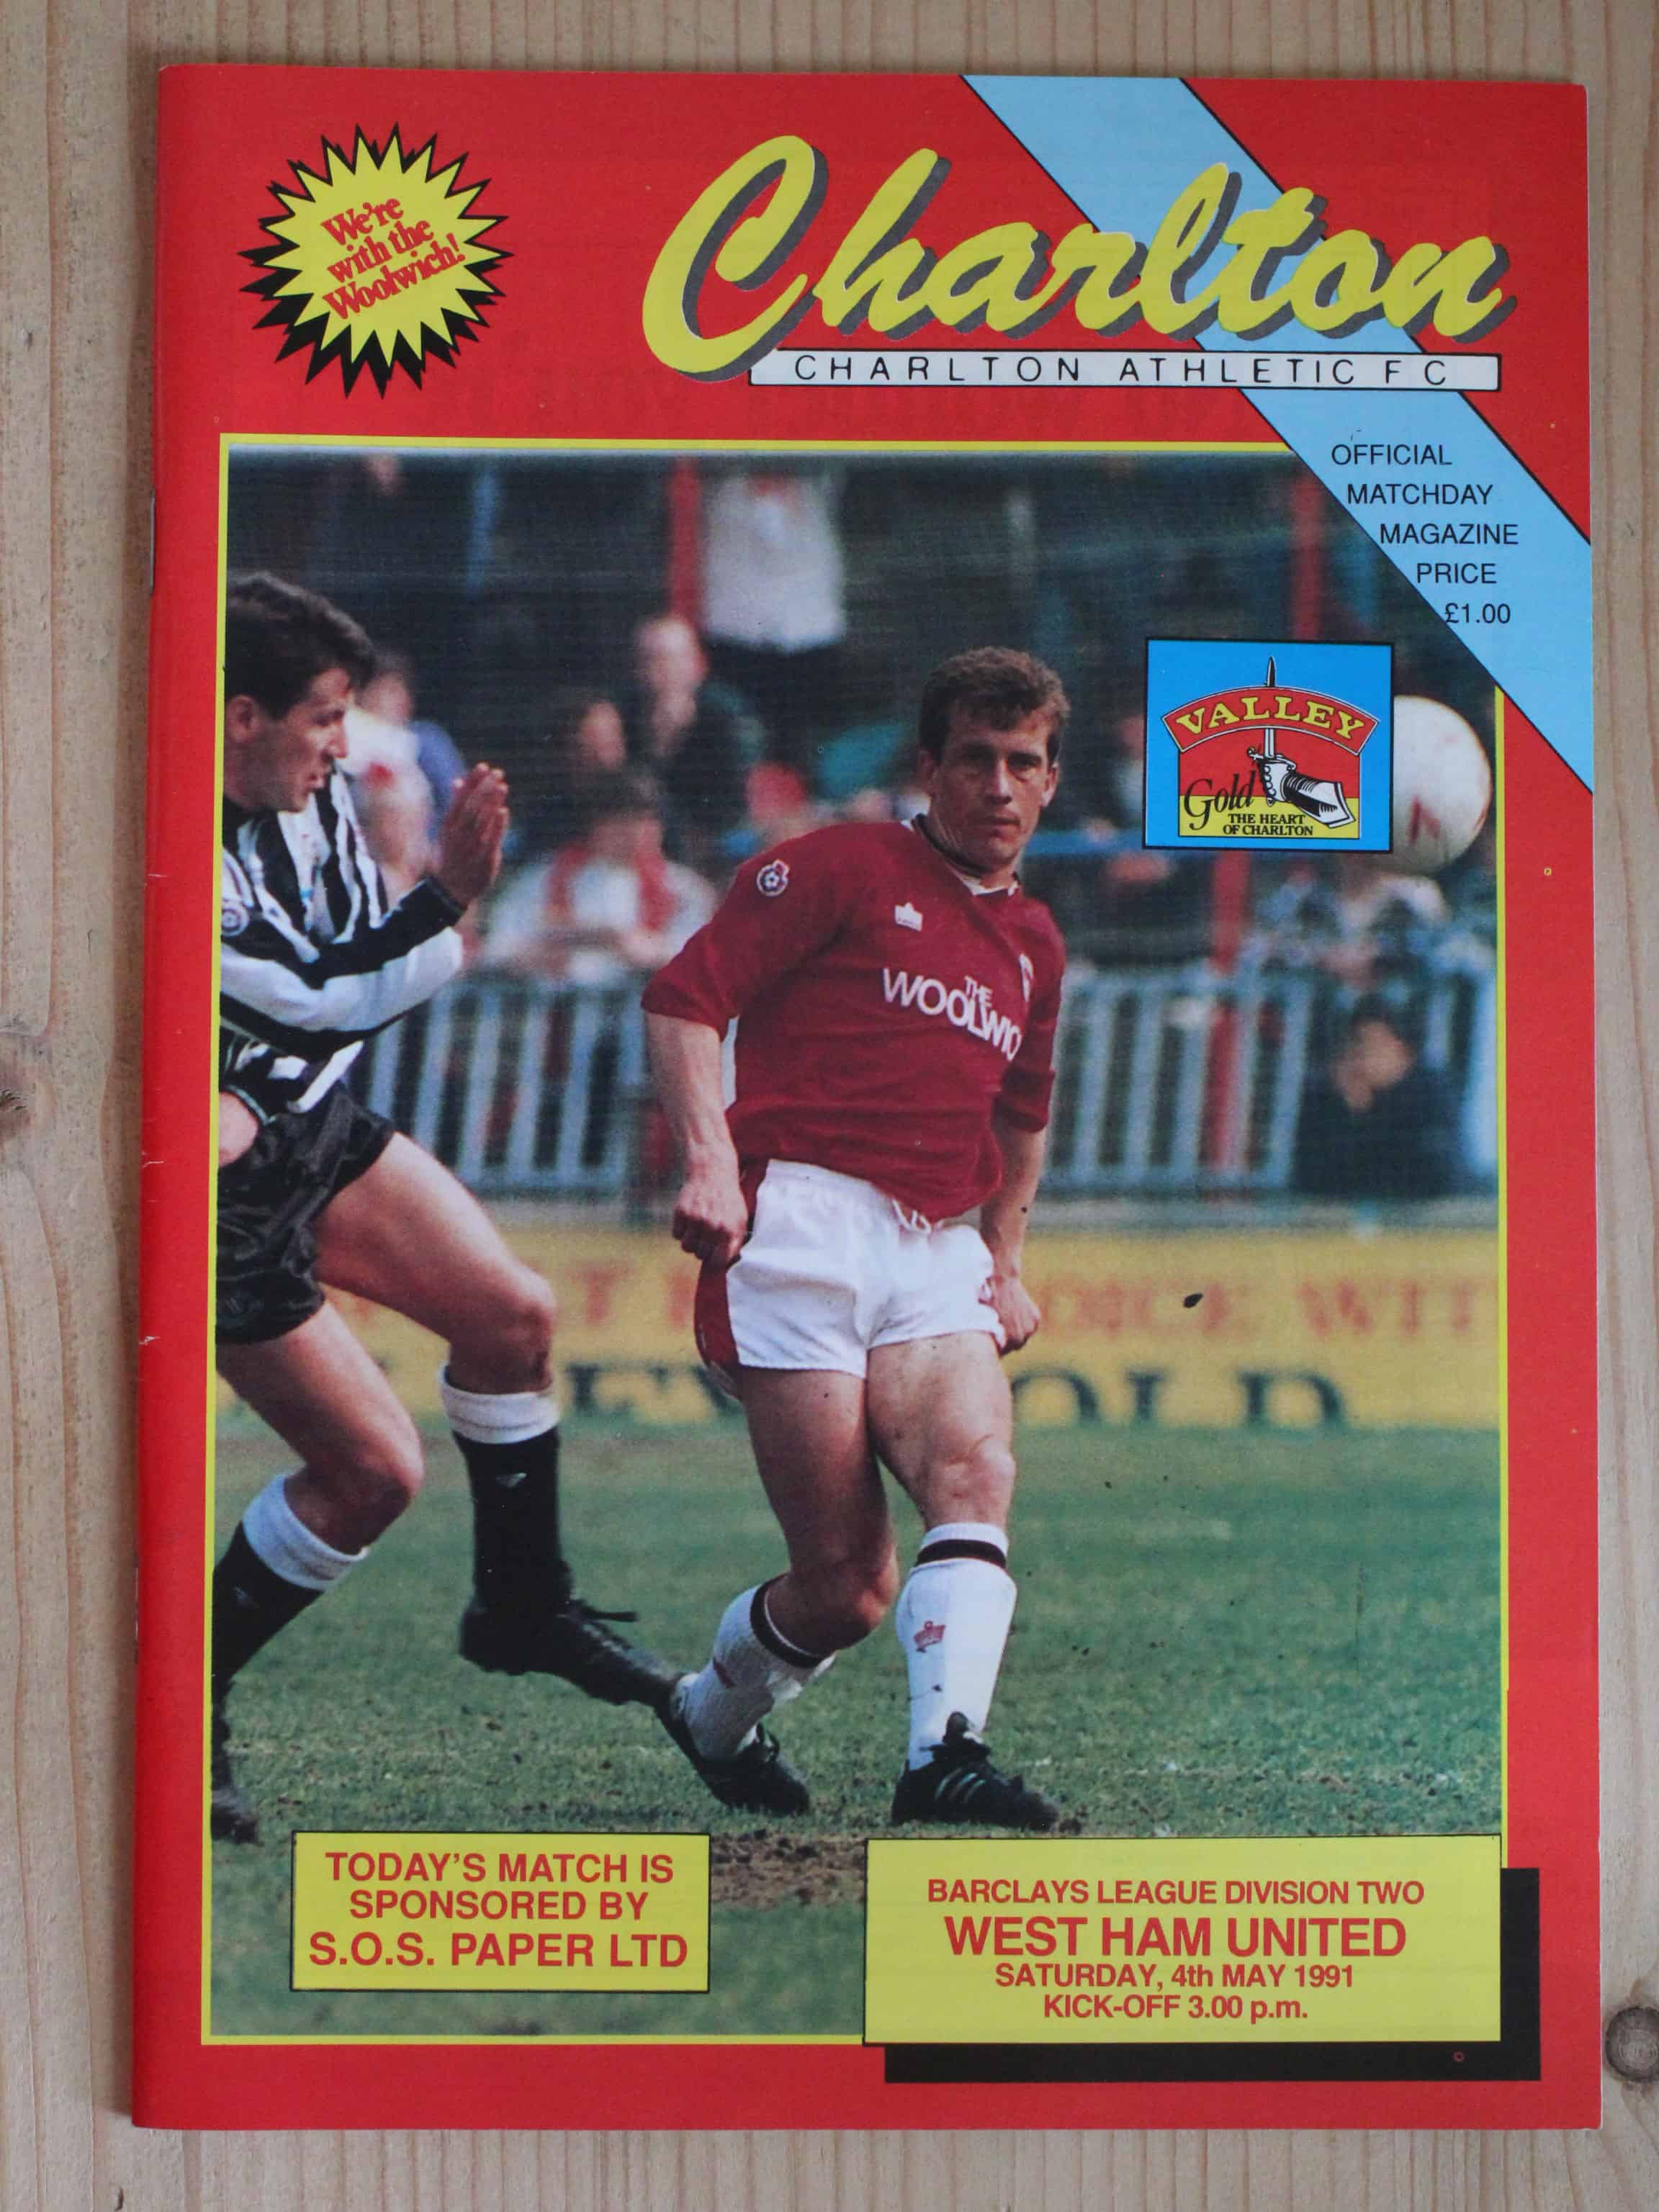 We're
with the
Woolwich!
Charlton
CHARLTON ATHLETIC FC
OFFICIAL
MATCHDAY
MAGAZINE
PRICE
£1.00
VALLEY
Gold
THE HEART
OF CHARLTON
THE
WOOLWIC
OLD
TODAY'S MATCH IS
SPONSORED BY
S.O.S. PAPER LTD
BARCLAYS LEAGUE DIVISION TWO
WEST HAM UNITED
SATURDAY, 4th MAY 1991
KICK-OFF 3.00 p.m.
©